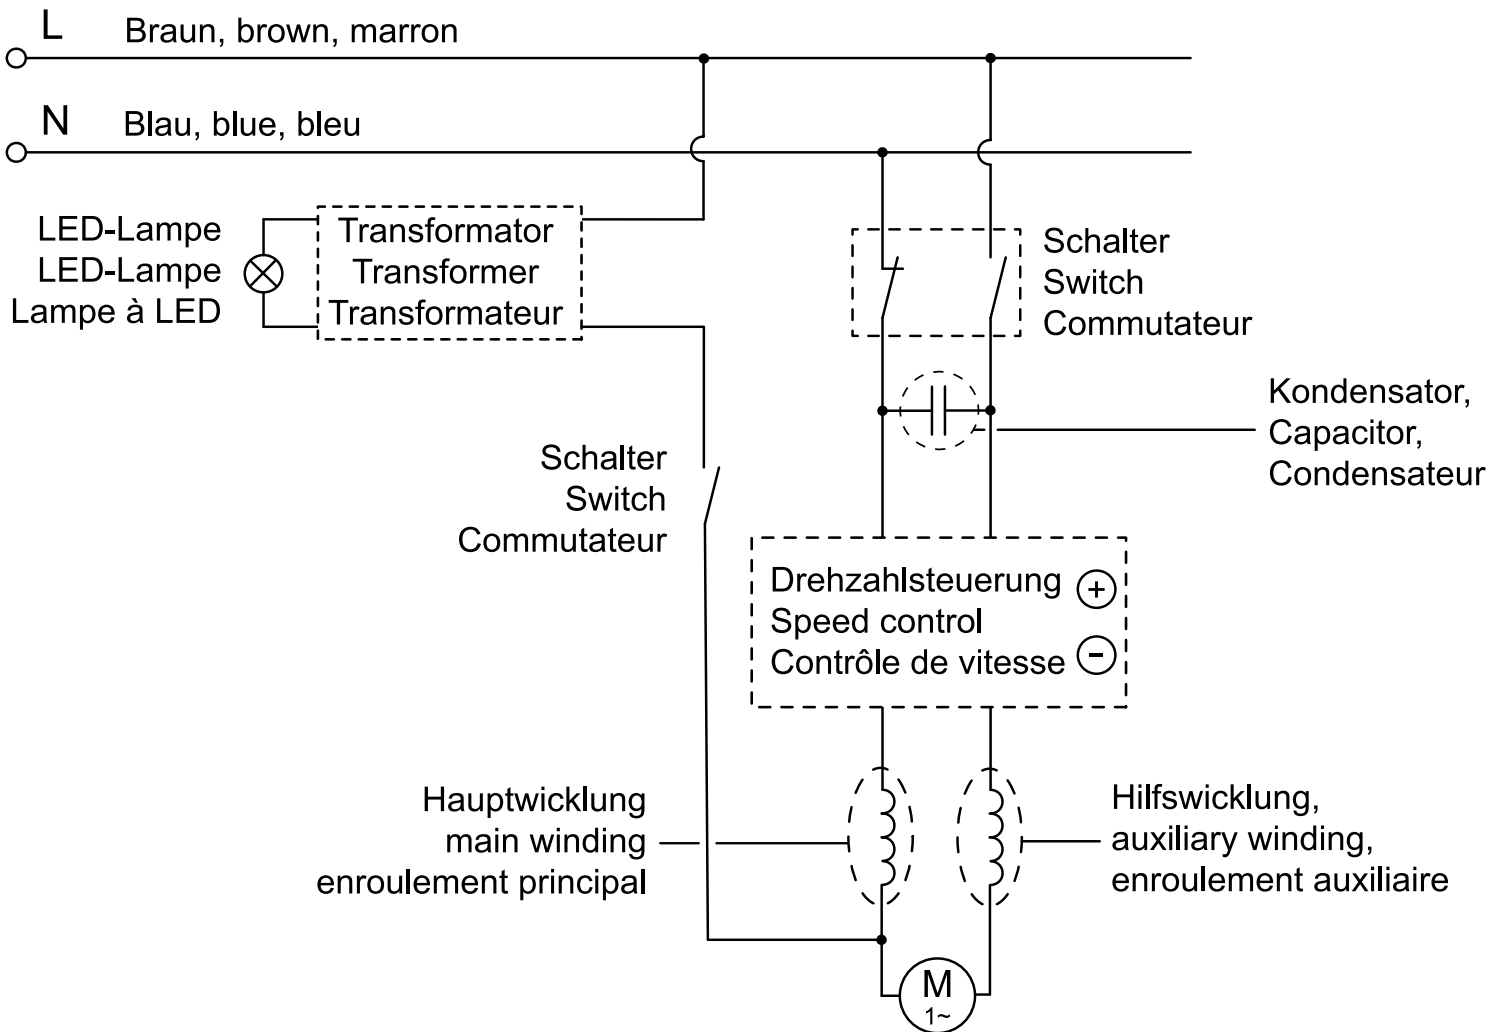 L Braun, brown, marron
N Blau, blue, bleu
LED-Lampe
LED-Lampe
Lampe à LED
Transformator
Transformer
Transformateur
Schalter
Switch
Commutateur
Kondensator,
Capacitor,
Condensateur
Schalter
Switch
Commutateur
Drehzahlsteuerung +
Speed control
Contrôle de vitesse -
Hauptwicklung
main winding
enroulement principal
Hilfswicklung,
auxiliary winding,
enroulement auxiliaire
M
1~